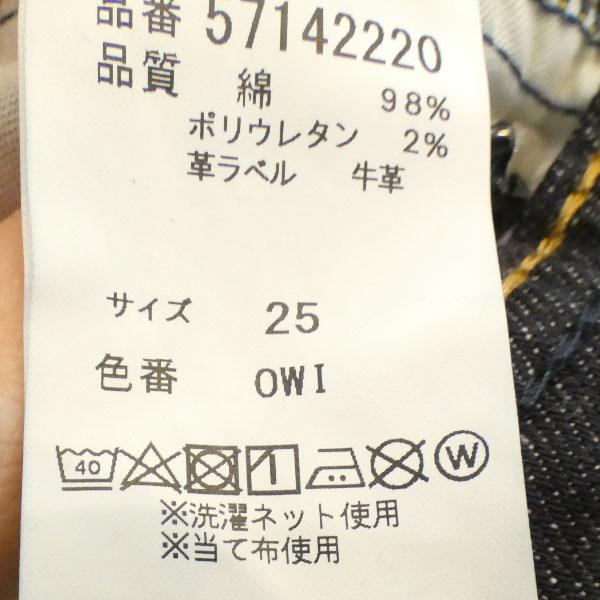 品番 57142220
品質 綿 98%
ポリウレタン 2%
革ラベル 牛革
サイズ 25
色番 OWI
40 W
※洗濯ネット使用
※当て布使用